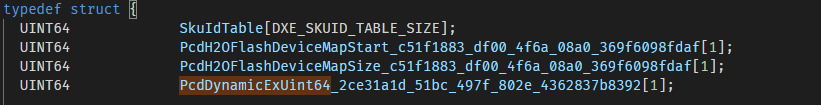 typedef struct {
UINT64 SkuIdTable[DXE_SKUID_TABLE_SIZE];
UINT64 PcdH2OFlashDeviceMapStart_c51f1883_df00_4f6a_08a0_369f6098fdaf[1];
UINT64 PcdH2OFlashDeviceMapSize_c51f1883_df00_4f6a_08a0_369f6098fdaf[1];
UINT64 PcdDynamicExUint64_2ce31a1d_51bc_497f_802e_4362837b8392[1];